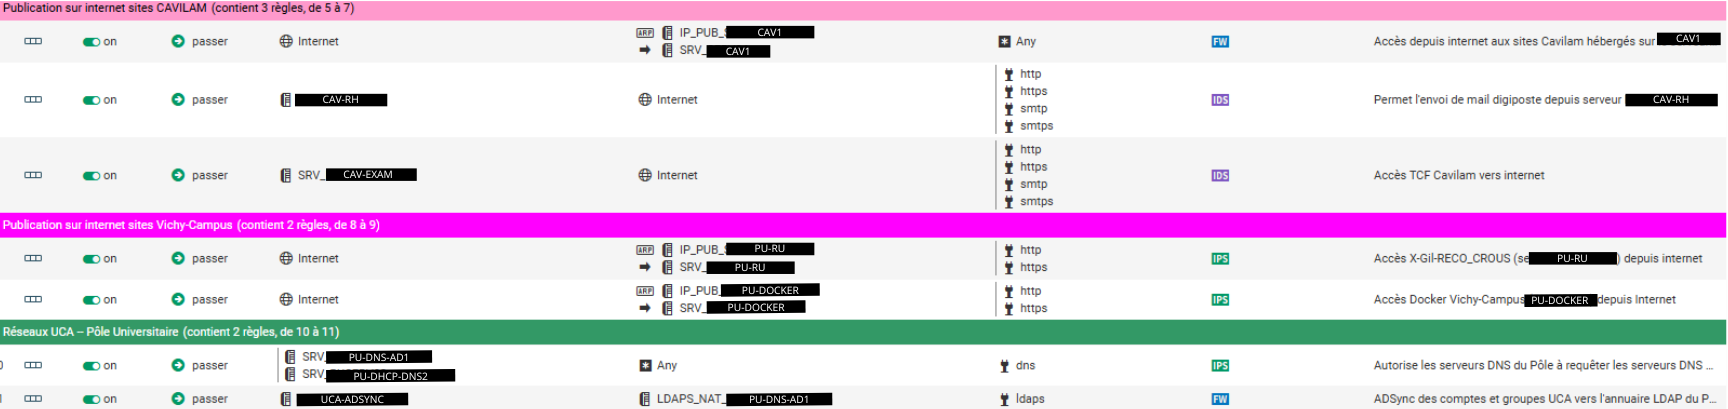 Publication sur internet sites CAVILAM (contient 3 règles, de 5 à 7)
on passer Internet ARP IP_PUB_S CAV1 Any FW Accès depuis internet aux sites Cavilam hébergés sur CAV1
SRV_ CAV1
on passer CAV-RH Internet http IDS Permet l'envoi de mail digiposte depuis serveur CAV-RH
https
smtp
smtps
on passer SRV_ CAV-EXAM Internet http IDS Accès TCF Cavilam vers internet
https
smtp
smtps
Publication sur internet sites Vichy-Campus (contient 2 règles, de 8 à 9)
on passer Internet ARP IP_PUB_S PU-RU http IPS Accès X-Gil-RECO_CROUS (se PU-RU ) depuis internet
SRV_ PU-RU https
on passer Internet ARP IP_PUB_ PU-DOCKER http IPS Accès Docker Vichy-Campus PU-DOCKER depuis Internet
SRV_ PU-DOCKER https
Réseaux UCA – Pôle Universitaire (contient 2 règles, de 10 à 11)
on passer SRV_ PU-DNS-AD1 Any dns IPS Autorise les serveurs DNS du Pôle à requêter les serveurs DNS ...
SRV_ PU-DHCP-DNS2
on passer UCA-ADSYNC LDAPS_NAT_ PU-DNS-AD1 ldaps FW ADSync des comptes et groupes UCA vers l'annuaire LDAP du P...